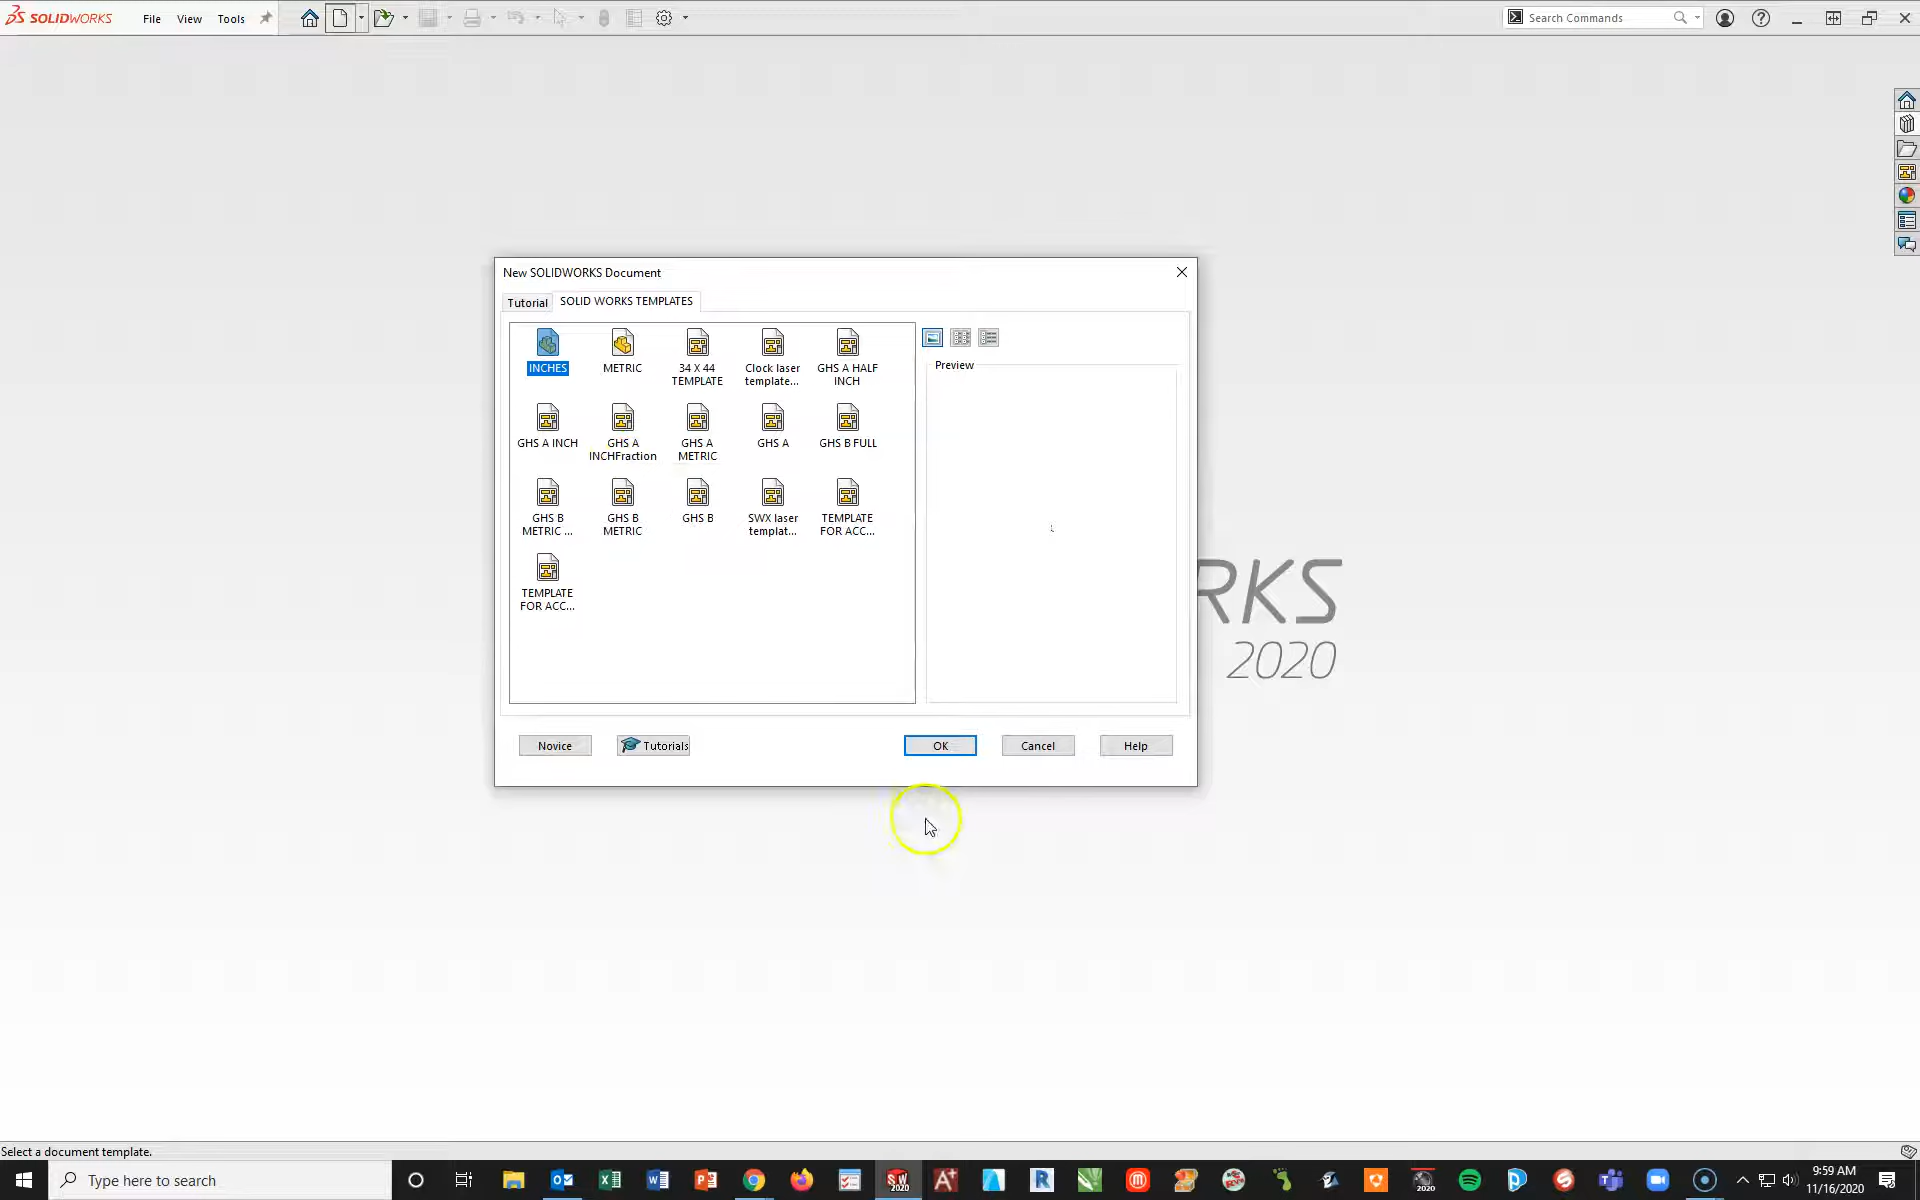 SOLIDWORKS File View Tools Search Commands
New SOLIDWORKS Document
Tutorial SOLID WORKS TEMPLATES
INCHES METRIC 34 X 44 TEMPLATE Clock laser template... GHS A HALF INCH
Preview
GHS A INCH GHS A INCHFraction GHS A METRIC GHS A GHS B FULL
GHS B METRIC ... GHS B METRIC GHS B SWX laser templat... TEMPLATE FOR ACC...
TEMPLATE FOR ACC...
RKS
2020
Novice Tutorials OK Cancel Help
Select a document template.
Type here to search
SW 2020
2020
9:59 AM
11/16/2020